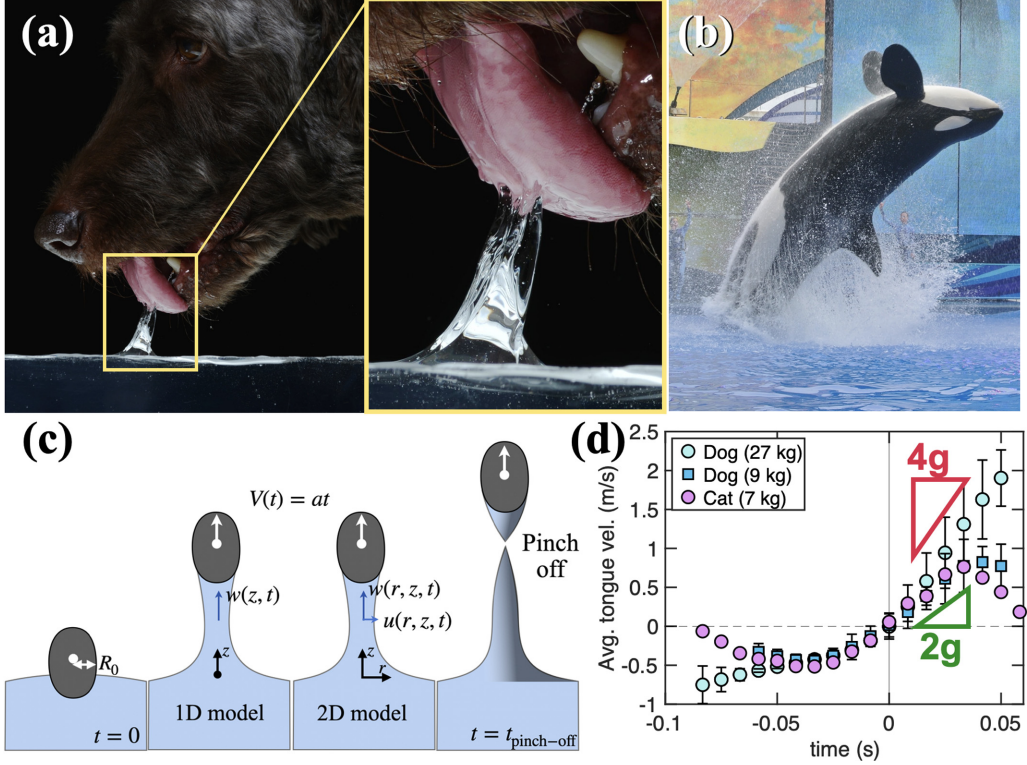 (a)
(b)
(c)
V(t) = at
w(z, t)
w(r, z, t)
u(r, z, t)
R₀
z
z
r
Pinch
off
1D model
2D model
t = 0
t = tpinch−off
(d)
Avg. tongue vel. (m/s)
2.5
2
1.5
1
0.5
0
-0.5
-1
Dog (27 kg)
Dog (9 kg)
Cat (7 kg)
4g
2g
-0.1
-0.05
0
0.05
time (s)